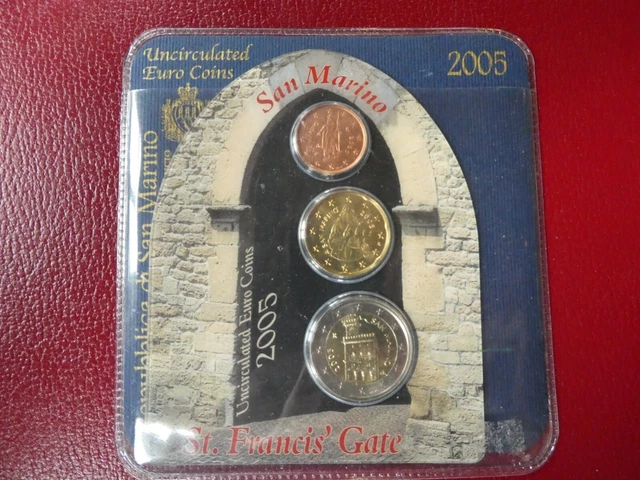 Uncirculated
Euro Coins
2005
San Marino
Repubblica di San Marino
Uncirculated Euro Coins
2005
St. Francis' Gate